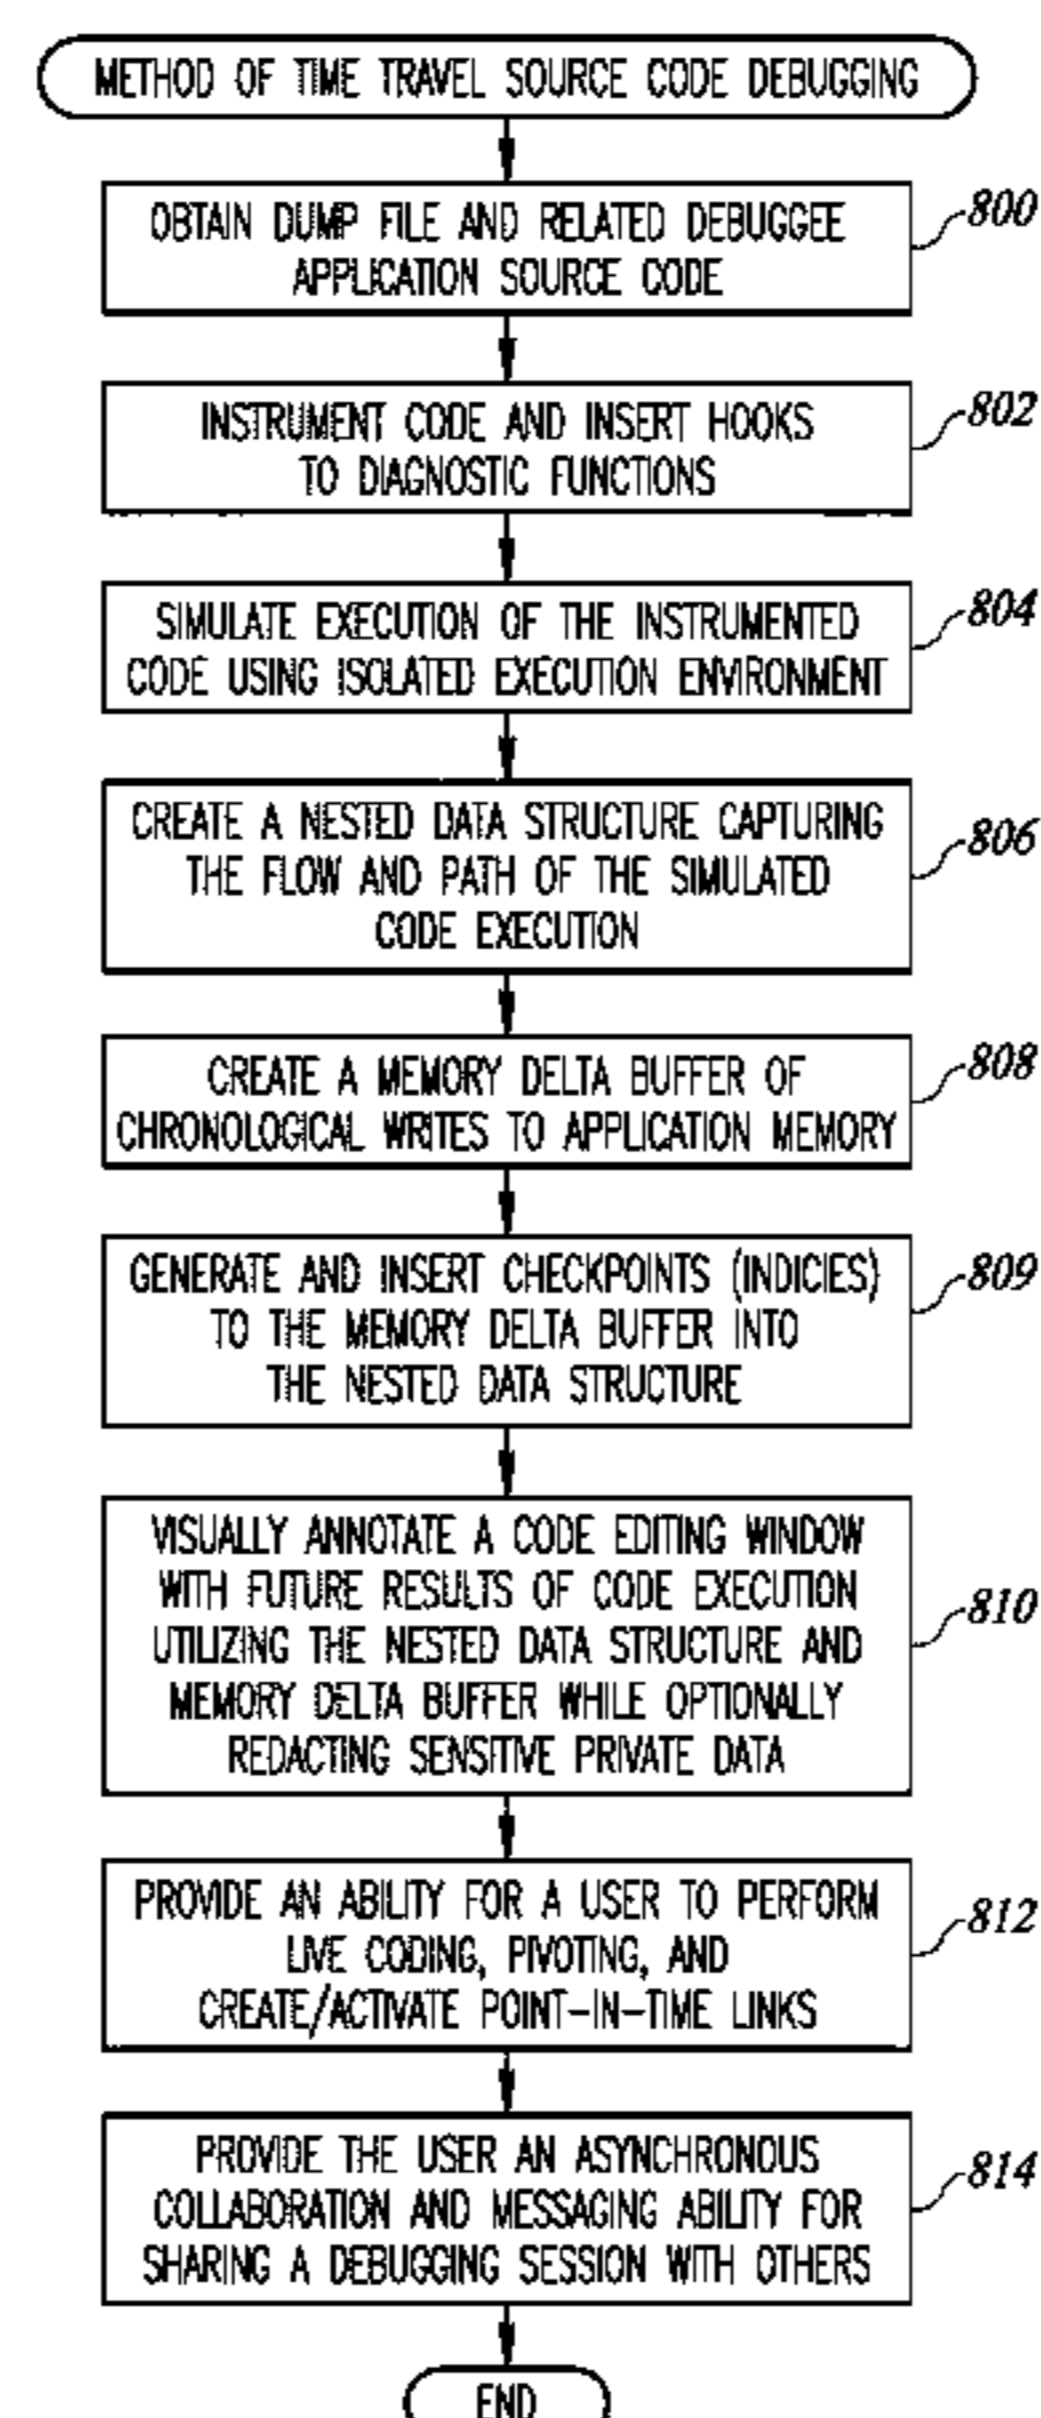 METHOD OF TIME TRAVEL SOURCE CODE DEBUGGING
OBTAIN DUMP FILE AND RELATED DEBUGGEE
APPLICATION SOURCE CODE
800
INSTRUMENT CODE AND INSERT HOOKS
TO DIAGNOSTIC FUNCTIONS
802
SIMULATE EXECUTION OF THE INSTRUMENTED
CODE USING ISOLATED EXECUTION ENVIRONMENT
804
CREATE A NESTED DATA STRUCTURE CAPTURING
THE FLOW AND PATH OF THE SIMULATED
CODE EXECUTION
806
CREATE A MEMORY DELTA BUFFER OF
CHRONOLOGICAL WRITES TO APPLICATION MEMORY
808
GENERATE AND INSERT CHECKPOINTS (INDICIES)
TO THE MEMORY DELTA BUFFER INTO
THE NESTED DATA STRUCTURE
809
VISUALLY ANNOTATE A CODE EDITING WINDOW
WITH FUTURE RESULTS OF CODE EXECUTION
UTILIZING THE NESTED DATA STRUCTURE AND
MEMORY DELTA BUFFER WHILE OPTIONALLY
REDACTING SENSITIVE PRIVATE DATA
810
PROVIDE AN ABILITY FOR A USER TO PERFORM
LIVE CODING, PIVOTING, AND
CREATE/ACTIVATE POINT-IN-TIME LINKS
812
PROVIDE THE USER AN ASYNCHRONOUS
COLLABORATION AND MESSAGING ABILITY FOR
SHARING A DEBUGGING SESSION WITH OTHERS
814
END